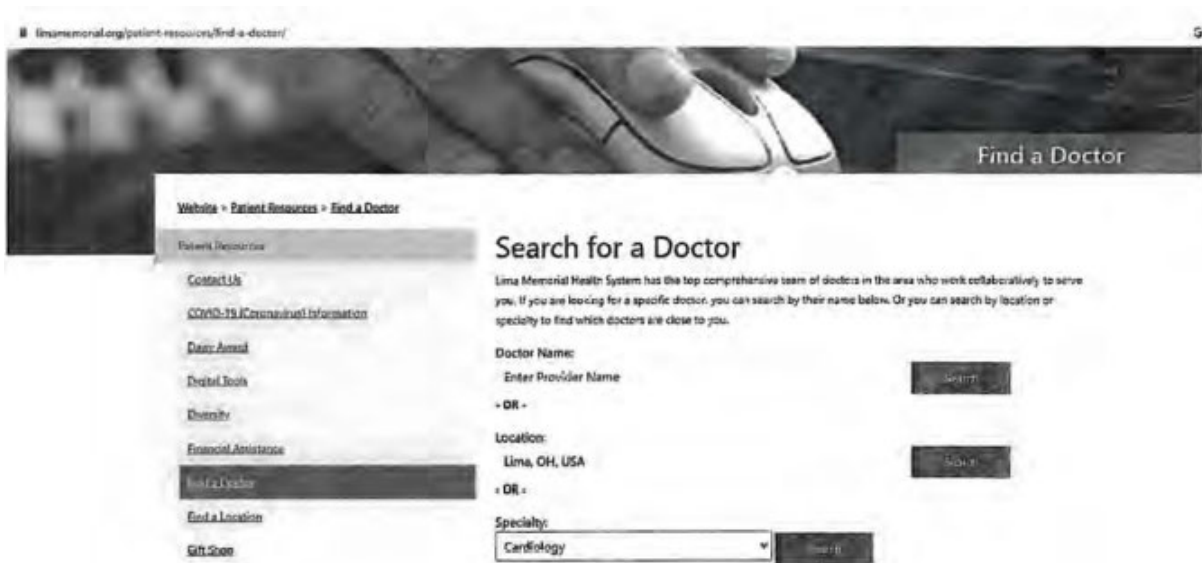 limamemorial.org/patient-resources/find-a-doctor/
Find a Doctor
Website > Patient Resources > Find a Doctor
Patient Resources
Contact Us
COVID-19 (Coronavirus) Information
Daisy Award
Digital Tools
Diversity
Financial Assistance
Find a Doctor
Find a Location
Gift Shop
Search for a Doctor
Lima Memorial Health System has the top comprehensive team of doctors in the area who work collaboratively to serve
you. If you are looking for a specific doctor, you can search by their name below. Or you can search by location or
specialty to find which doctors are close to you.
Doctor Name:
Enter Provider Name
Search
- OR -
Location:
Lima, OH, USA
Search
- OR -
Specialty:
Cardiology
Search